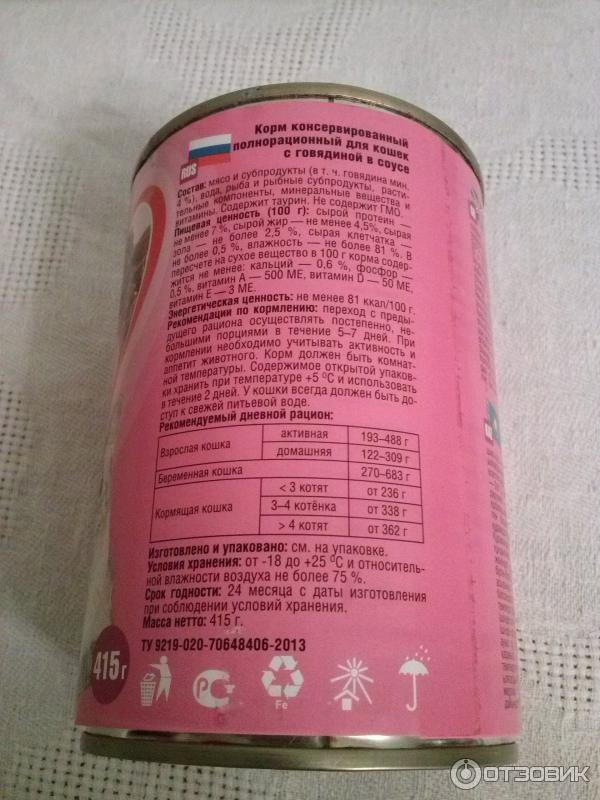 Корм консервированный
полнорационный для кошек
с говядиной в соусе
RUS
Состав: мясо и субпродукты (в т. ч. говядина мин.
4 %), вода, рыба и рыбные субпродукты, расти-
тельные компоненты, минеральные вещества и
витамины. Содержит таурин. Не содержит ГМО.
Пищевая ценность (100 г): сырой протеин —
не менее 7 %, сырой жир — не менее 4,5%, сырая
зола — не более 2,5 %, сырая клетчатка —
не более 0,5 %, влажность — не более 81 %. В
пересчете на сухое вещество в 100 г корма содер-
жится не менее: кальций — 0,6 %, фосфор —
0,5 %, витамин А — 500 МЕ, витамин D — 50 МЕ,
витамин Е — 3 МЕ.
Энергетическая ценность: не менее 81 ккал/100 г.
Рекомендации по кормлению: переход с преды-
дущего рациона осуществлять постепенно, не-
большими порциями в течение 5–7 дней. При
кормлении необходимо учитывать активность и
аппетит животного. Корм должен быть комнат-
ной температуры. Содержимое открытой упаков-
ки хранить при температуре +5 ⁰С и использовать
в течение 2 дней. У кошки всегда должен быть до-
ступ к свежей питьевой воде.
Рекомендуемый дневной рацион:
Взрослая кошка активная 193–488 г
домашняя 122–309 г
Беременная кошка 270–683 г
Кормящая кошка < 3 котят от 236 г
3–4 котёнка от 338 г
> 4 котят от 362 г
Изготовлено и упаковано: см. на упаковке.
Условия хранения: от -18 до +25 ⁰С и относитель-
ной влажности воздуха не более 75 %.
Срок годности: 24 месяца с даты изготовления
при соблюдении условий хранения.
Масса нетто: 415 г.
ТУ 9219-020-70648406-2013
415 г
Fe
ОТЗОВИК